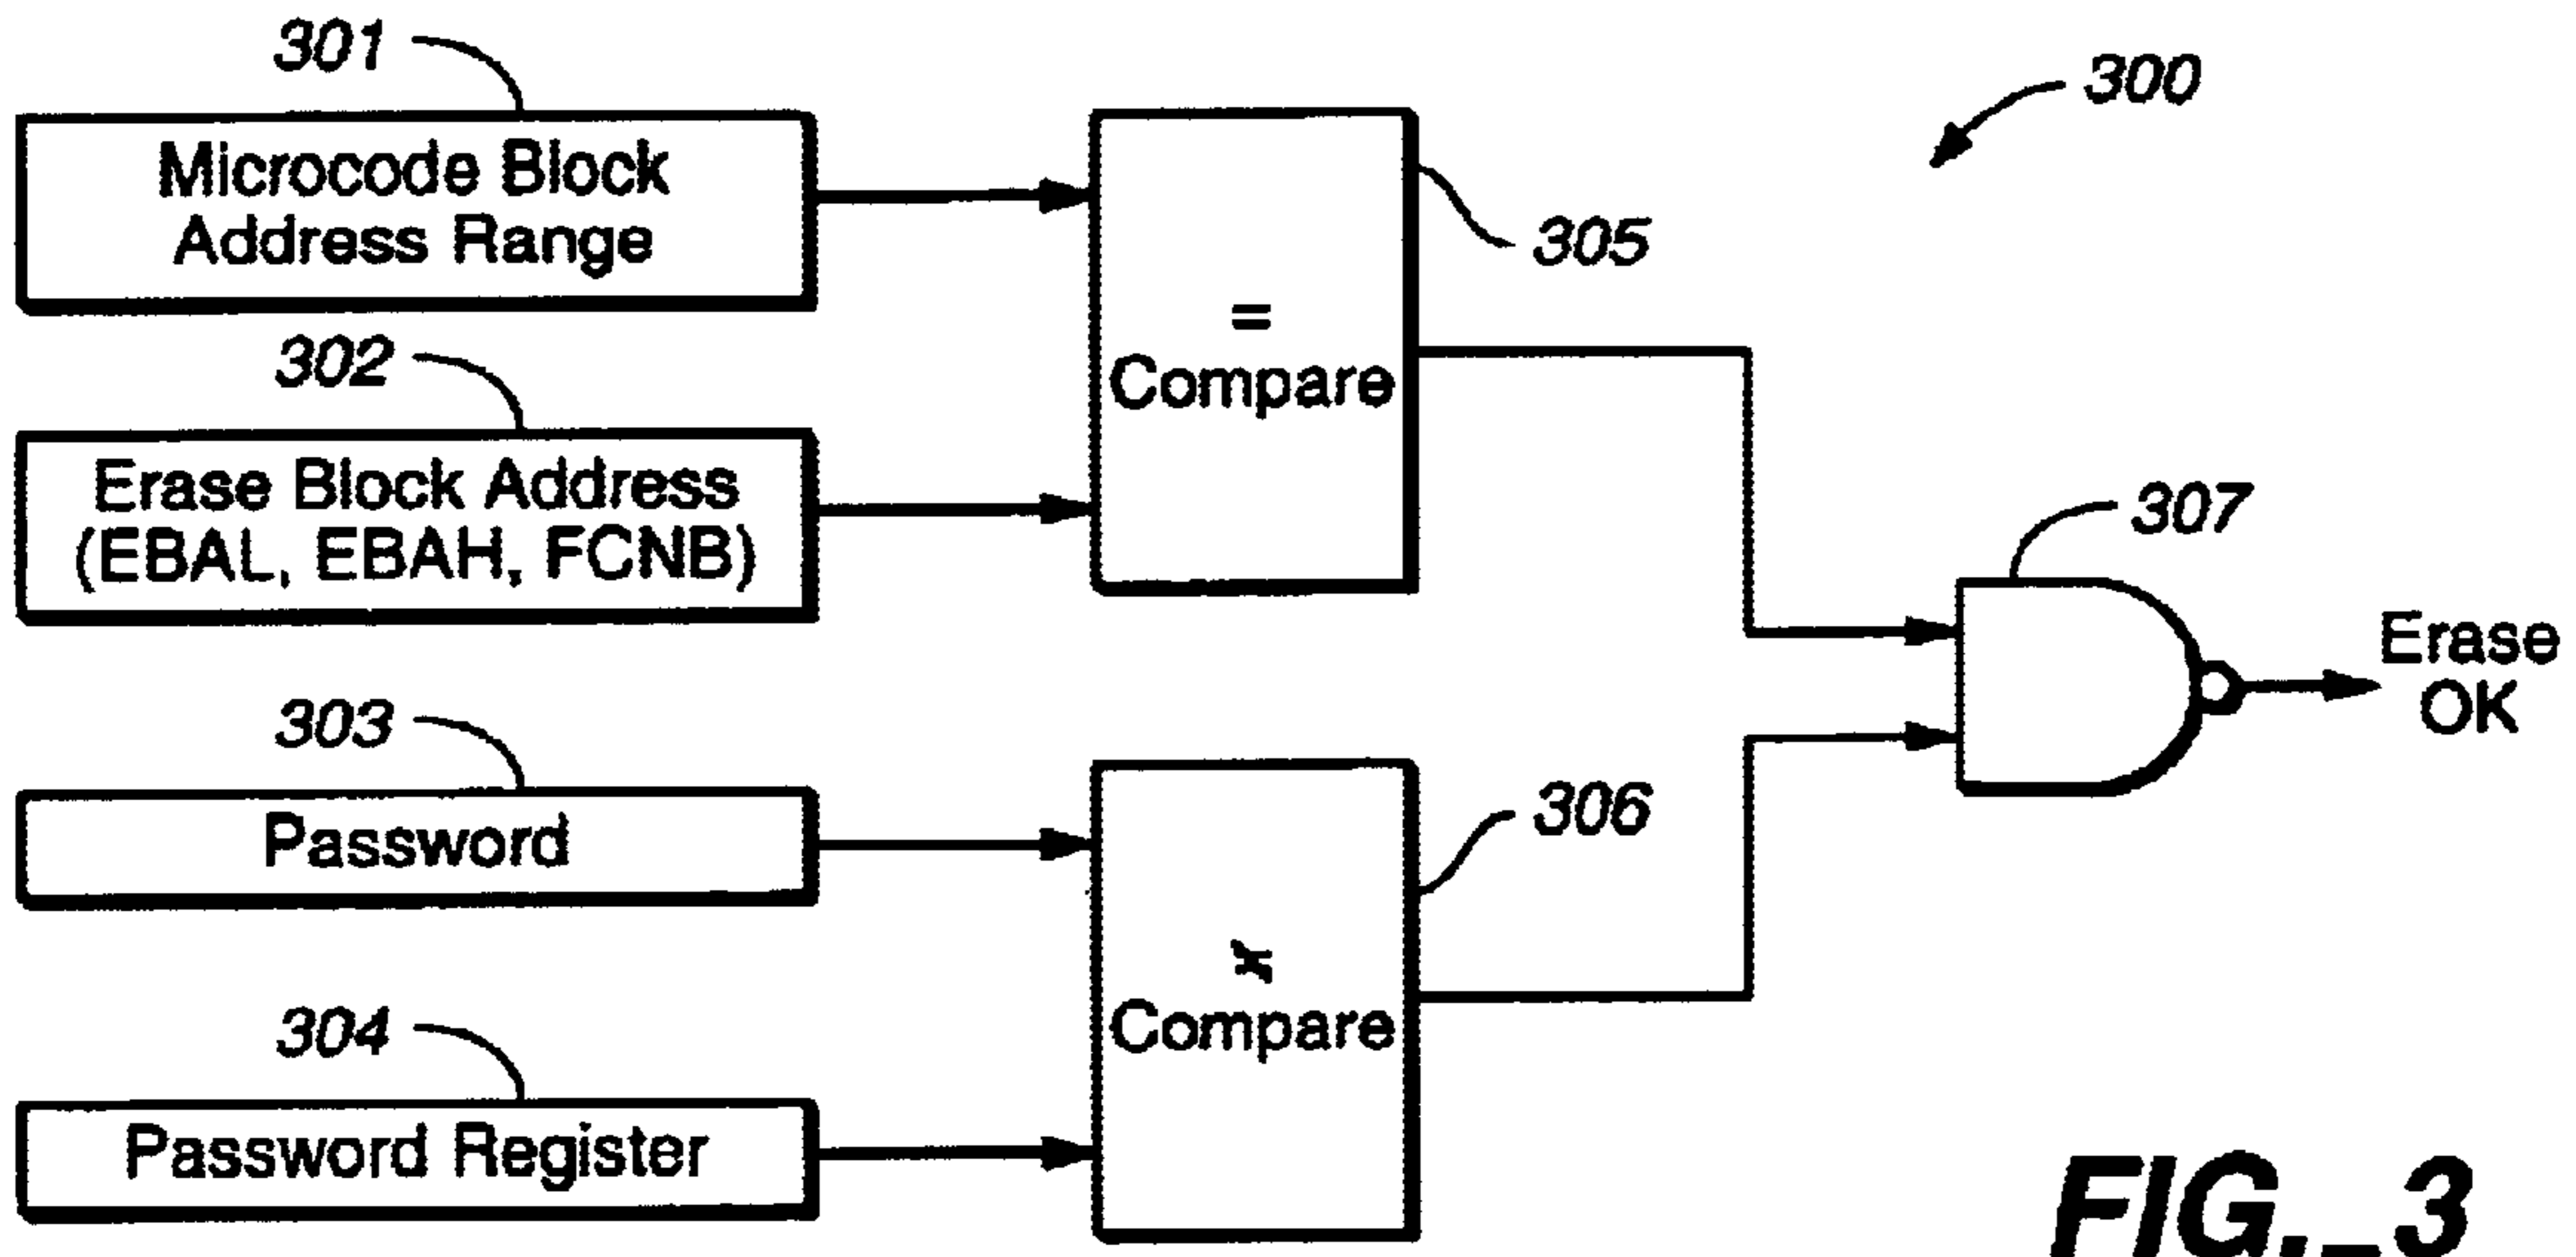 301
Microcode Block
Address Range
302
Erase Block Address
(EBAL, EBAH, FCNB)
303
Password
304
Password Register
=
Compare
305
≠
Compare
306
300
307
Erase
OK
FIG._3